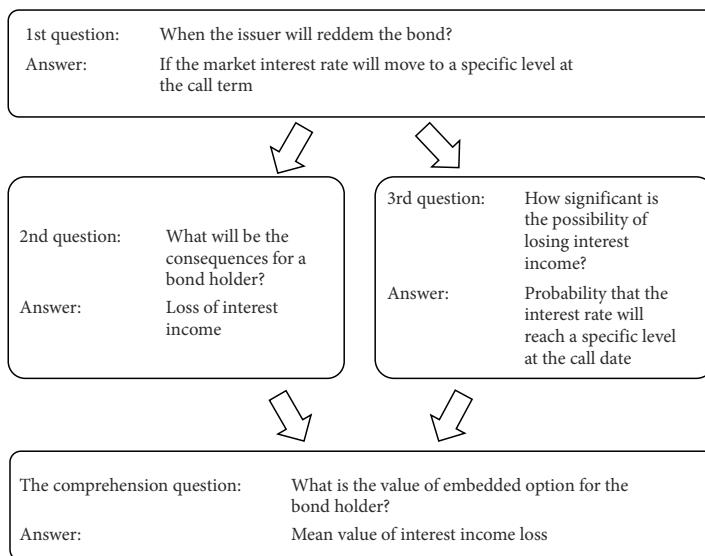 1st question: When the issuer will reddem the bond?
Answer: If the market interest rate will move to a specific level at
the call term
2nd question: What will be the
consequences for a
bond holder?
Answer: Loss of interest
income
3rd question: How significant is
the possibility of
losing interest
income?
Answer: Probability that the
interest rate will
reach a specific level
at the call date
The comprehension question: What is the value of embedded option for the
bond holder?
Answer: Mean value of interest income loss